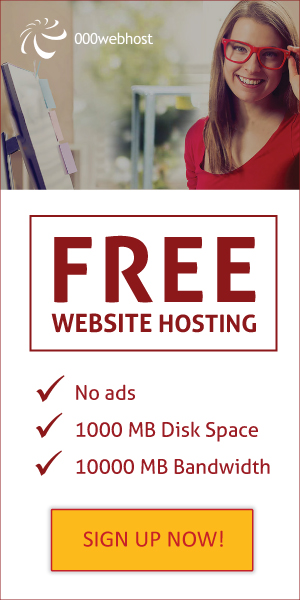 000webhost
FREE
WEBSITE HOSTING
No ads
1000 MB Disk Space
10000 MB Bandwidth
SIGN UP NOW!